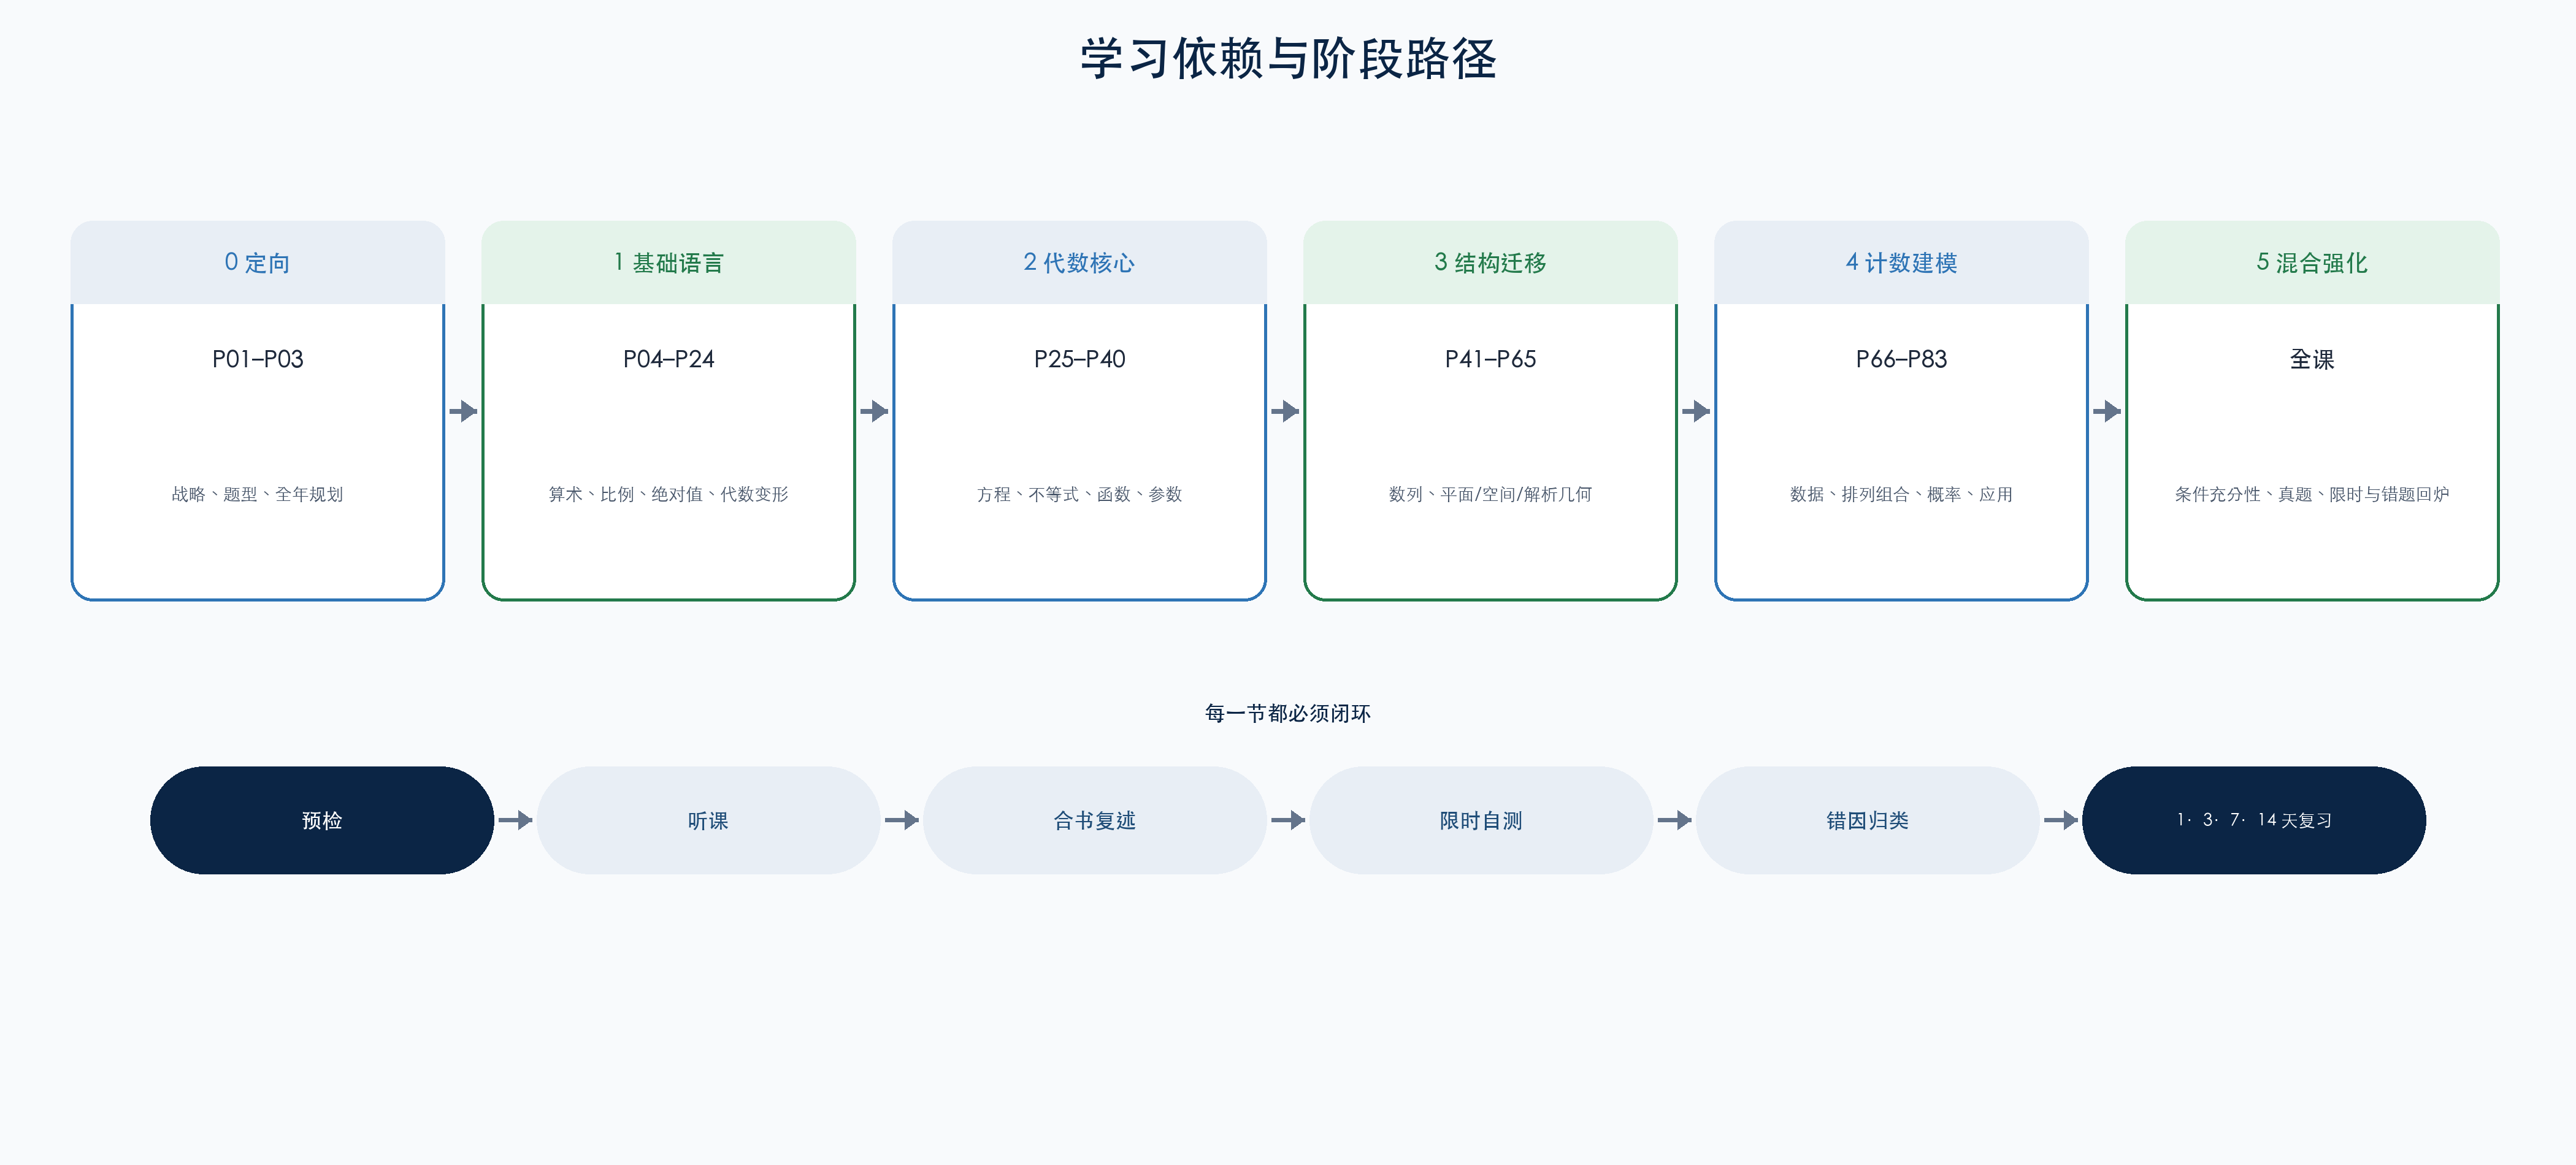 学习依赖与阶段路径
0 定向
P01–P03
战略、题型、全年规划
1 基础语言
P04–P24
算术、比例、绝对值、代数变形
2 代数核心
P25–P40
方程、不等式、函数、参数
3 结构迁移
P41–P65
数列、平面/空间/解析几何
4 计数建模
P66–P83
数据、排列组合、概率、应用
5 混合强化
全课
条件充分性、真题、限时与错题回炉
每一节都必须闭环
预检
听课
合书复述
限时自测
错因归类
1· 3· 7· 14 天复习